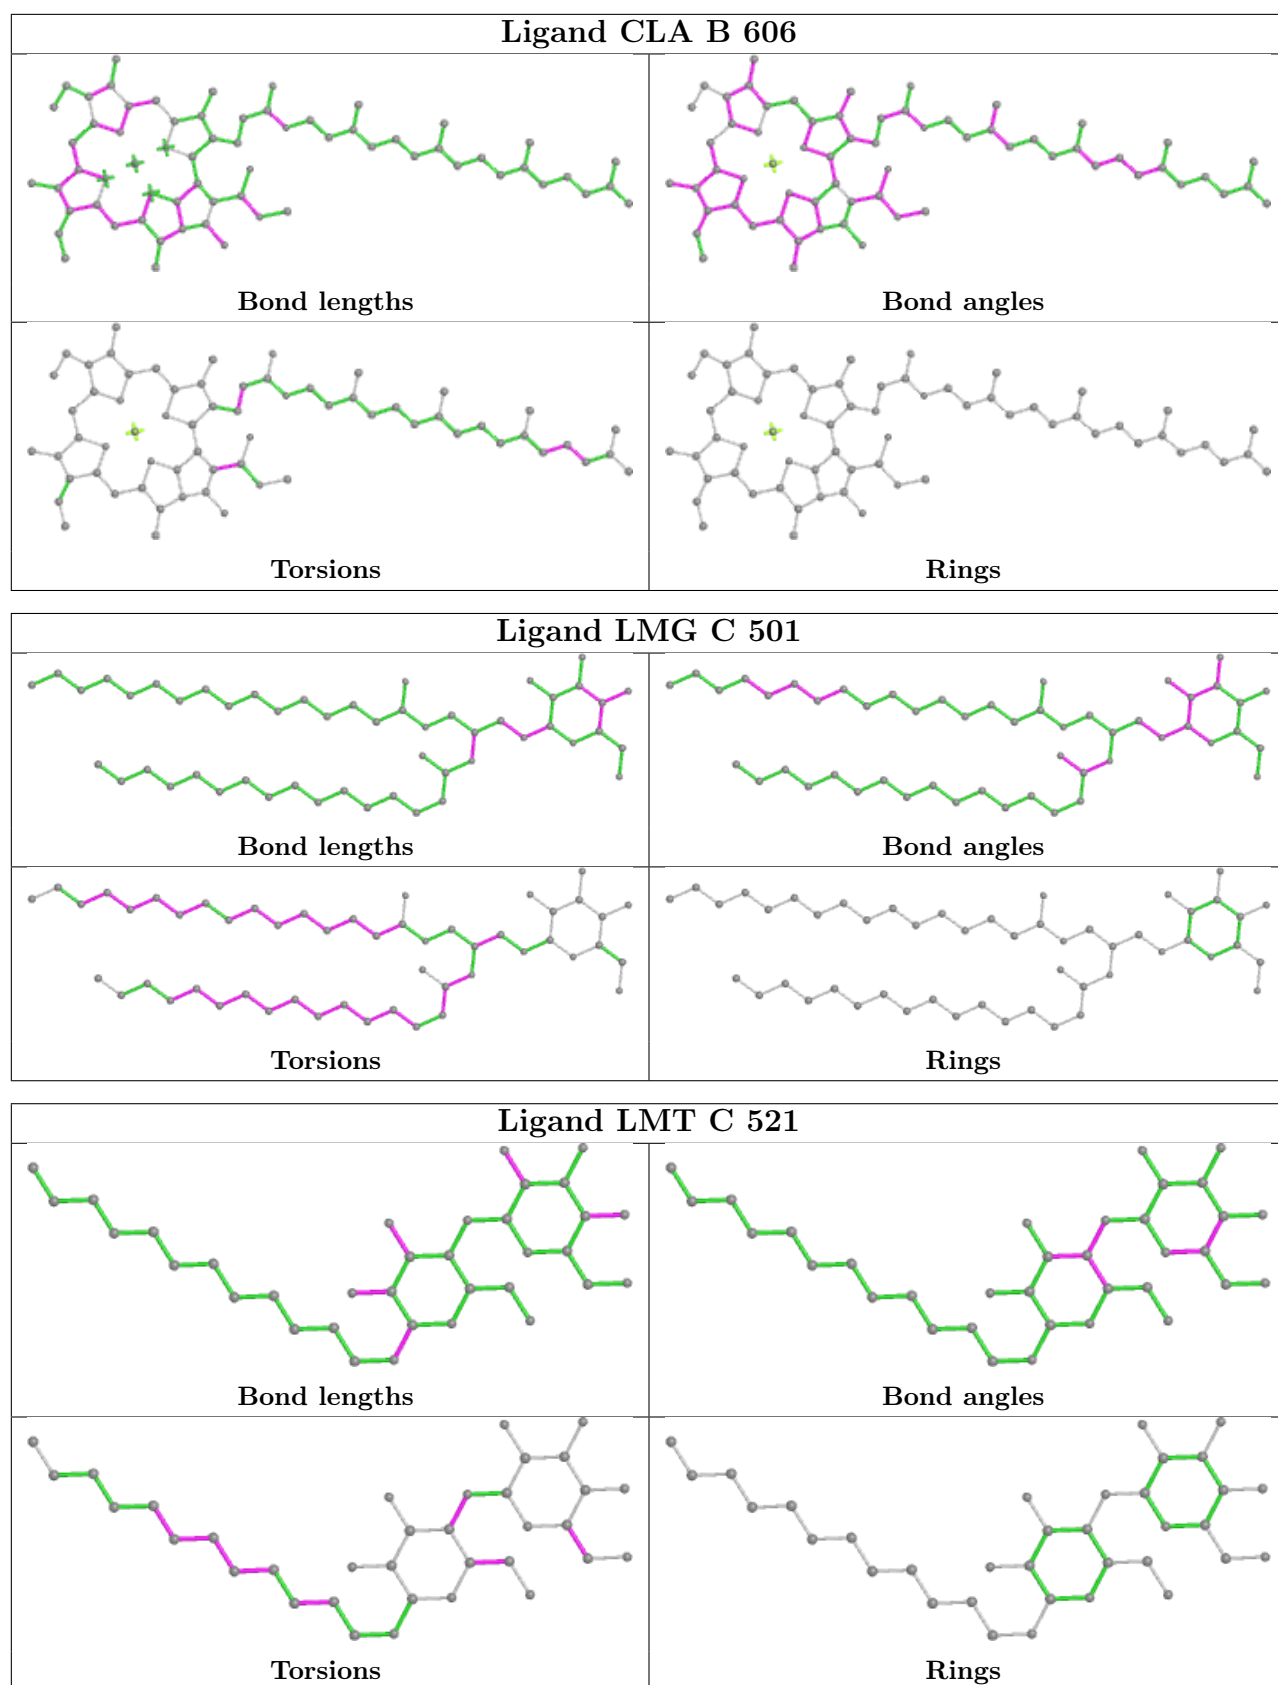 Ligand CLA B 606
Bond lengths
Bond angles
Torsions
Rings
Ligand LMG C 501
Bond lengths
Bond angles
Torsions
Rings
Ligand LMT C 521
Bond lengths
Bond angles
Torsions
Rings